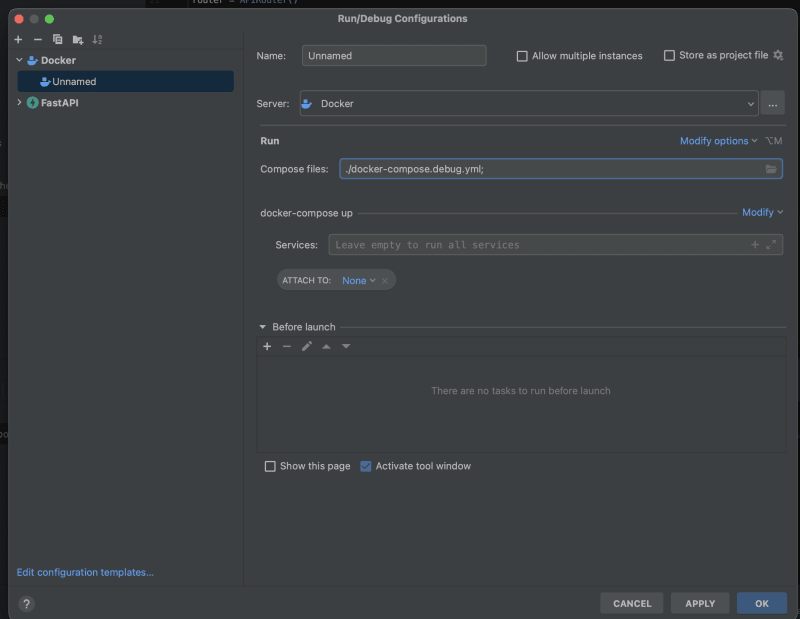 router = APIRouter()
Run/Debug Configurations
Docker
Unnamed
FastAPI
Name: Unnamed
Allow multiple instances
Store as project file
Server: Docker
...
Run
Modify options ⌥M
Compose files: ./docker-compose.debug.yml;
docker-compose up
Modify
Services: Leave empty to run all services
ATTACH TO: None
Before launch
There are no tasks to run before launch
Show this page
Activate tool window
Edit configuration templates...
?
CANCEL
APPLY
OK